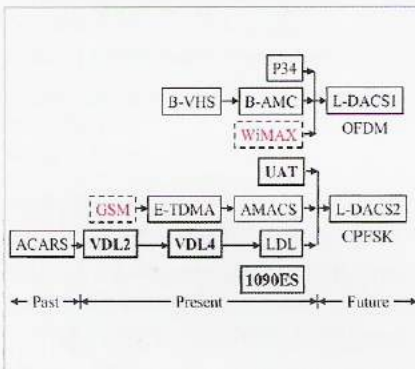 P34
B-VHS B-AMC L-DACS1
WiMAX OFDM
UAT
GSM E-TDMA AMACS L-DACS2
CPFSK
ACARS VDL2 VDL4 LDL
1090ES
Past Present Future